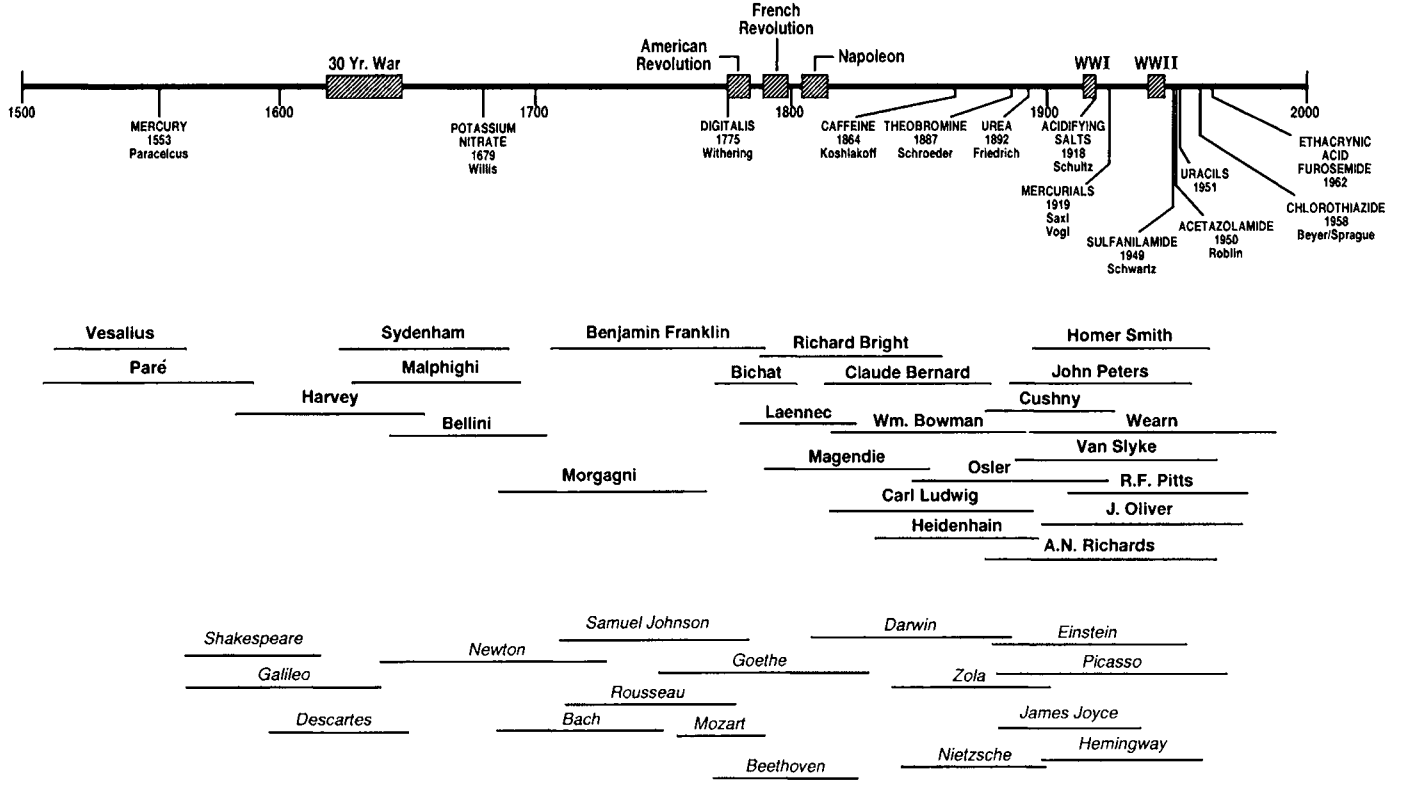 French
Revolution
American
Revolution
Napoleon
30 Yr. War
WWI
WWII
1500
1600
1700
1800
1900
2000
MERCURY
1553
Paracelcus
POTASSIUM
NITRATE
1679
Willis
DIGITALIS
1775
Withering
CAFFEINE
1864
Koshlakoff
THEOBROMINE
1887
Schroeder
UREA
1892
Friedrich
ACIDIFYING
SALTS
1918
Schultz
MERCURIALS
1919
Saxl
Vogl
SULFANILAMIDE
1949
Schwartz
ACETAZOLAMIDE
1950
Roblin
URACILS
1951
CHLOROTHIAZIDE
1958
Beyer/Sprague
ETHACRYNIC
ACID
FUROSEMIDE
1962
Vesalius
Sydenham
Benjamin Franklin
Richard Bright
Homer Smith
Paré
Malphighi
Bichat
Claude Bernard
John Peters
Harvey
Cushny
Bellini
Laennec
Wm. Bowman
Wearn
Magendie
Van Slyke
Morgagni
Osler
R.F. Pitts
Carl Ludwig
J. Oliver
Heidenhain
A.N. Richards
Shakespeare
Samuel Johnson
Darwin
Einstein
Newton
Goethe
Picasso
Galileo
Zola
Rousseau
Descartes
Bach
Mozart
James Joyce
Nietzsche
Hemingway
Beethoven